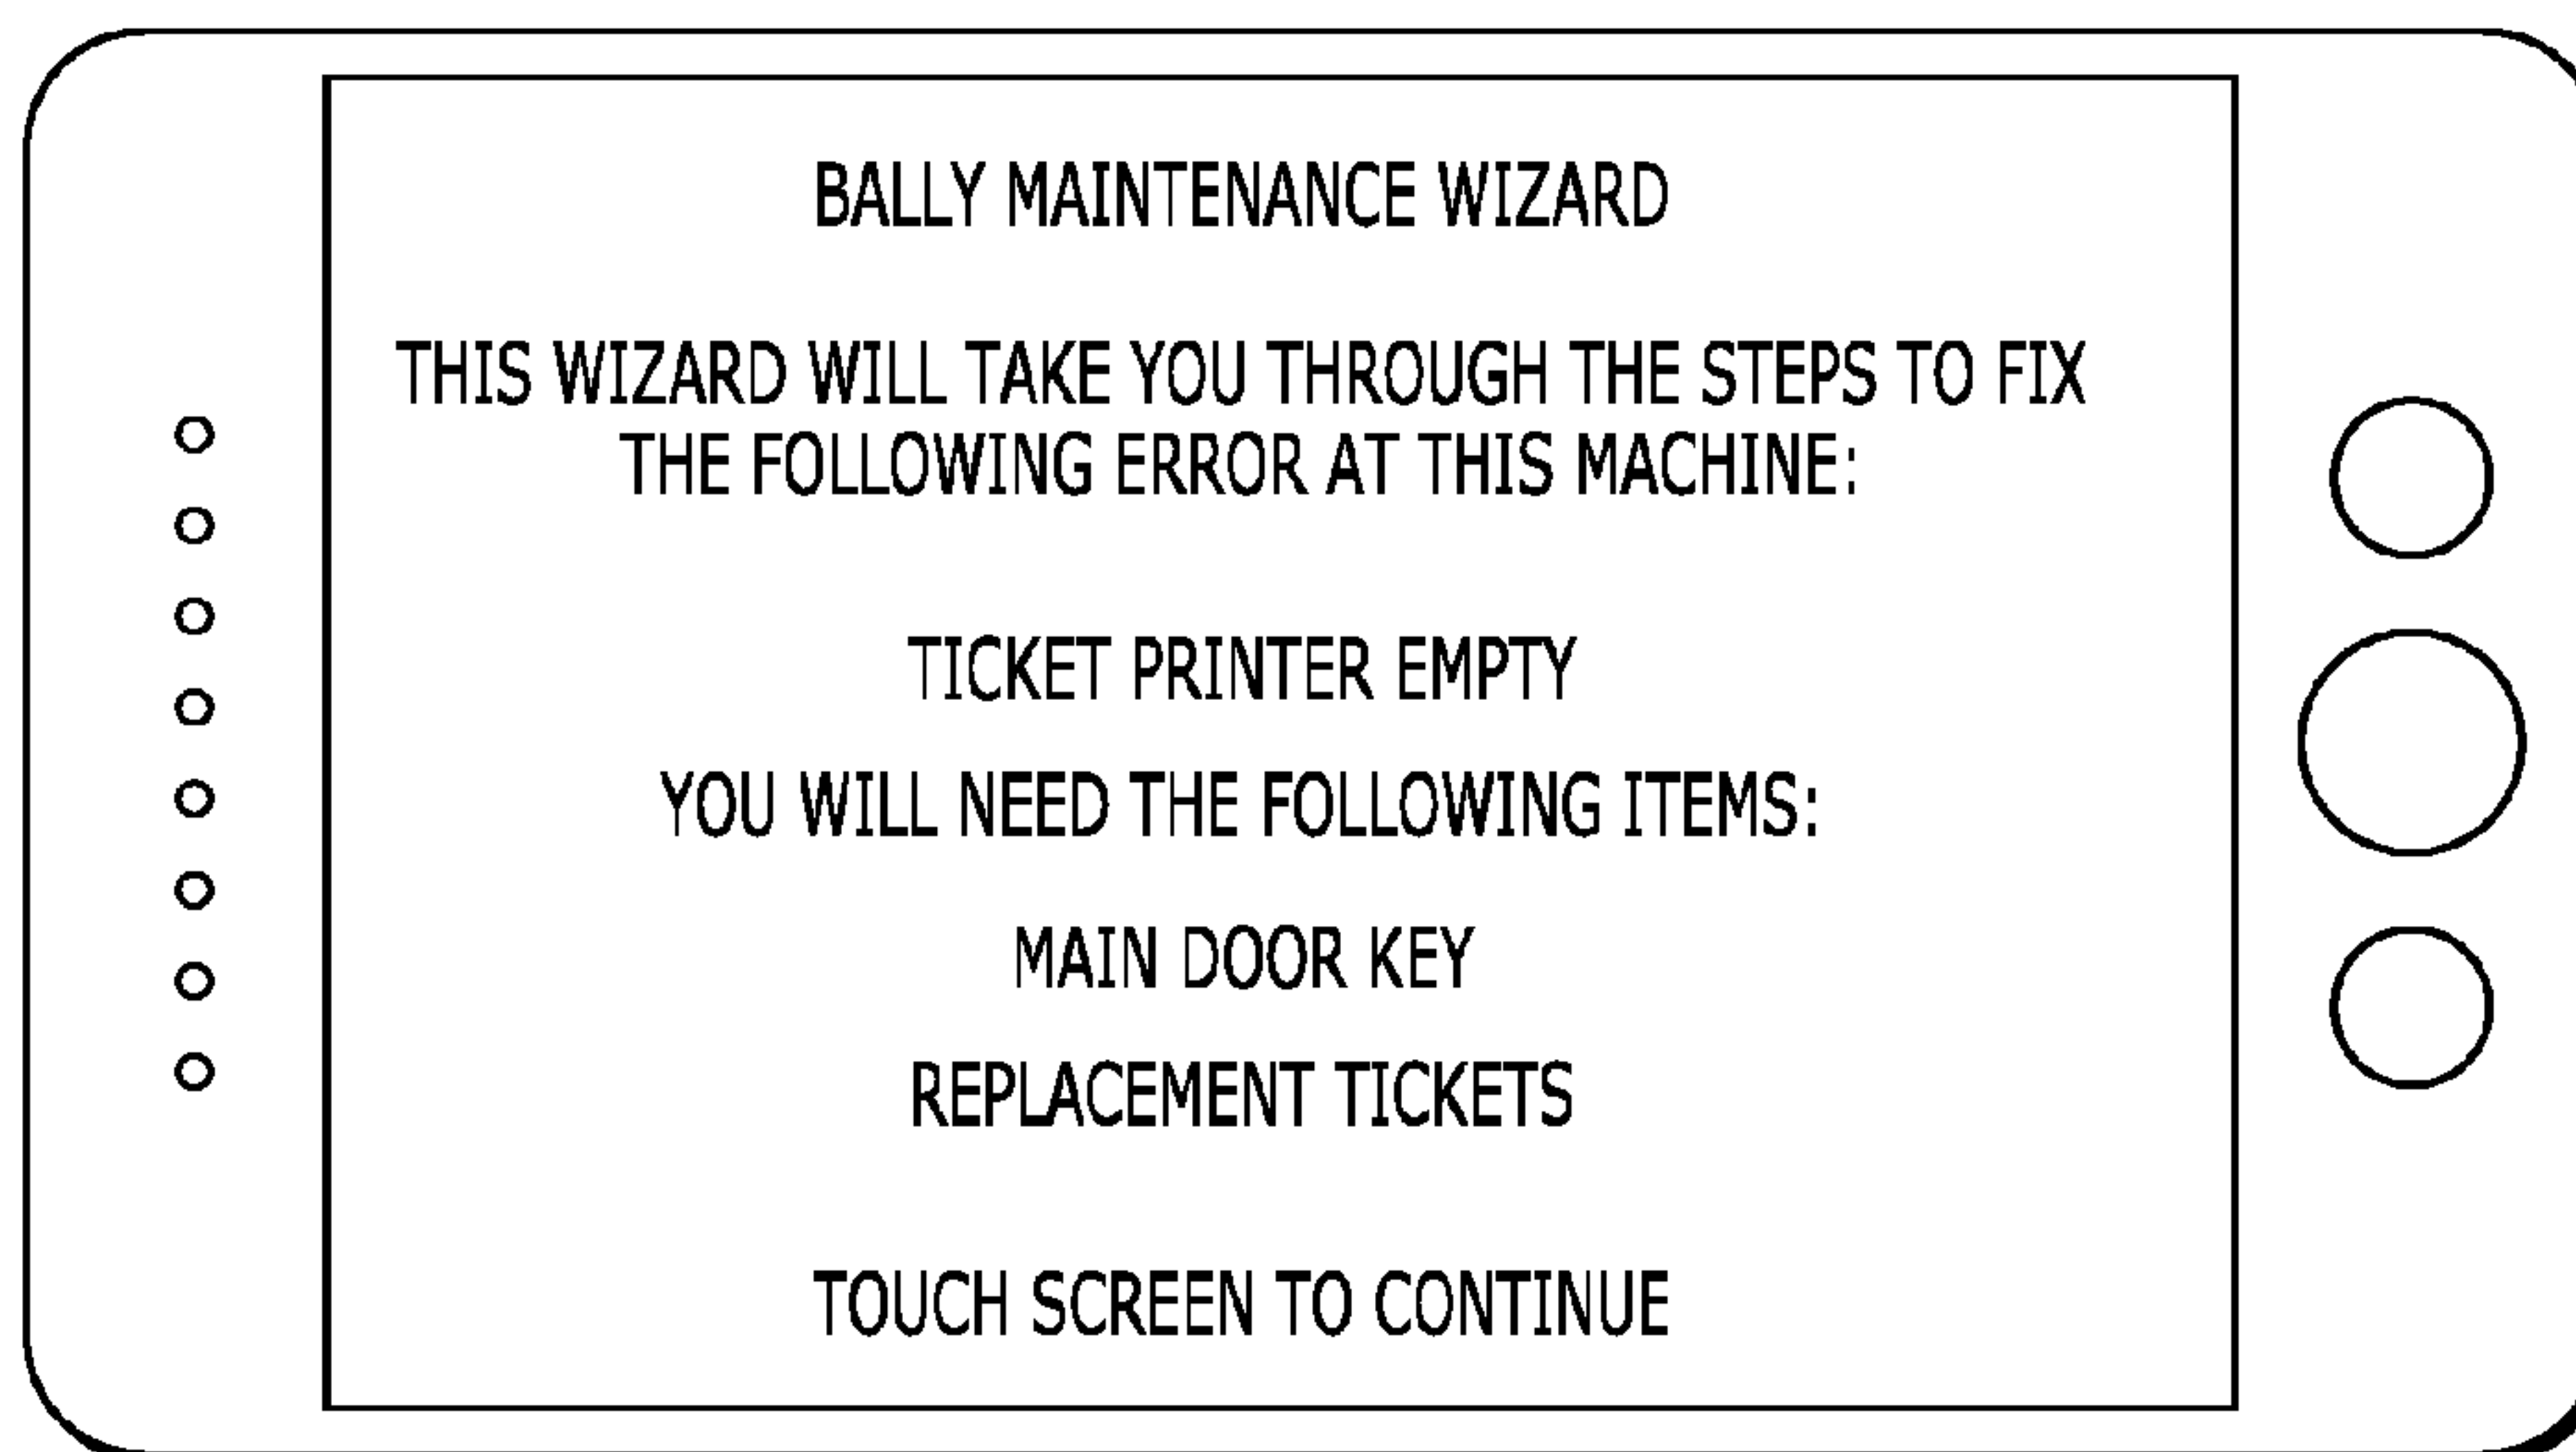 BALLY MAINTENANCE WIZARD
THIS WIZARD WILL TAKE YOU THROUGH THE STEPS TO FIX
THE FOLLOWING ERROR AT THIS MACHINE:
TICKET PRINTER EMPTY
YOU WILL NEED THE FOLLOWING ITEMS:
MAIN DOOR KEY
REPLACEMENT TICKETS
TOUCH SCREEN TO CONTINUE